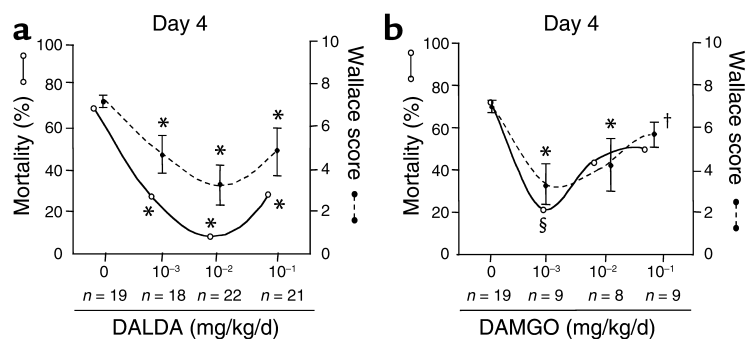 a
Day 4
Mortality (%)
100
80
60
40
20
0
10
8
6
4
2
0
Wallace score
* * *
* * *
0 10⁻³ 10⁻² 10⁻¹
n = 19 n = 18 n = 22 n = 21
DALDA (mg/kg/d)
b
Day 4
Mortality (%)
100
80
60
40
20
0
10
8
6
4
2
0
Wallace score
* * †
§
0 10⁻³ 10⁻² 10⁻¹
n = 19 n = 9 n = 8 n = 9
DAMGO (mg/kg/d)